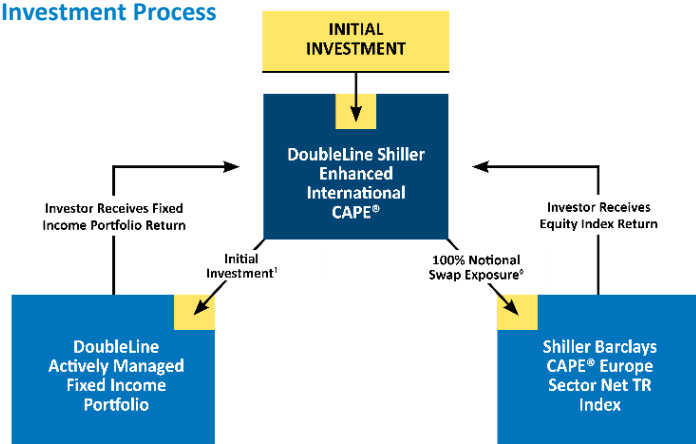 Investment Process
INITIAL
INVESTMENT
DoubleLine Shiller
Enhanced
International
CAPE®
Investor Receives Fixed
Income Portfolio Return
Investor Receives
Equity Index Return
Initial
Investment¹
100% Notional
Swap Exposure⁰
DoubleLine
Actively Managed
Fixed Income
Portfolio
Shiller Barclays
CAPE® Europe
Sector Net TR
Index